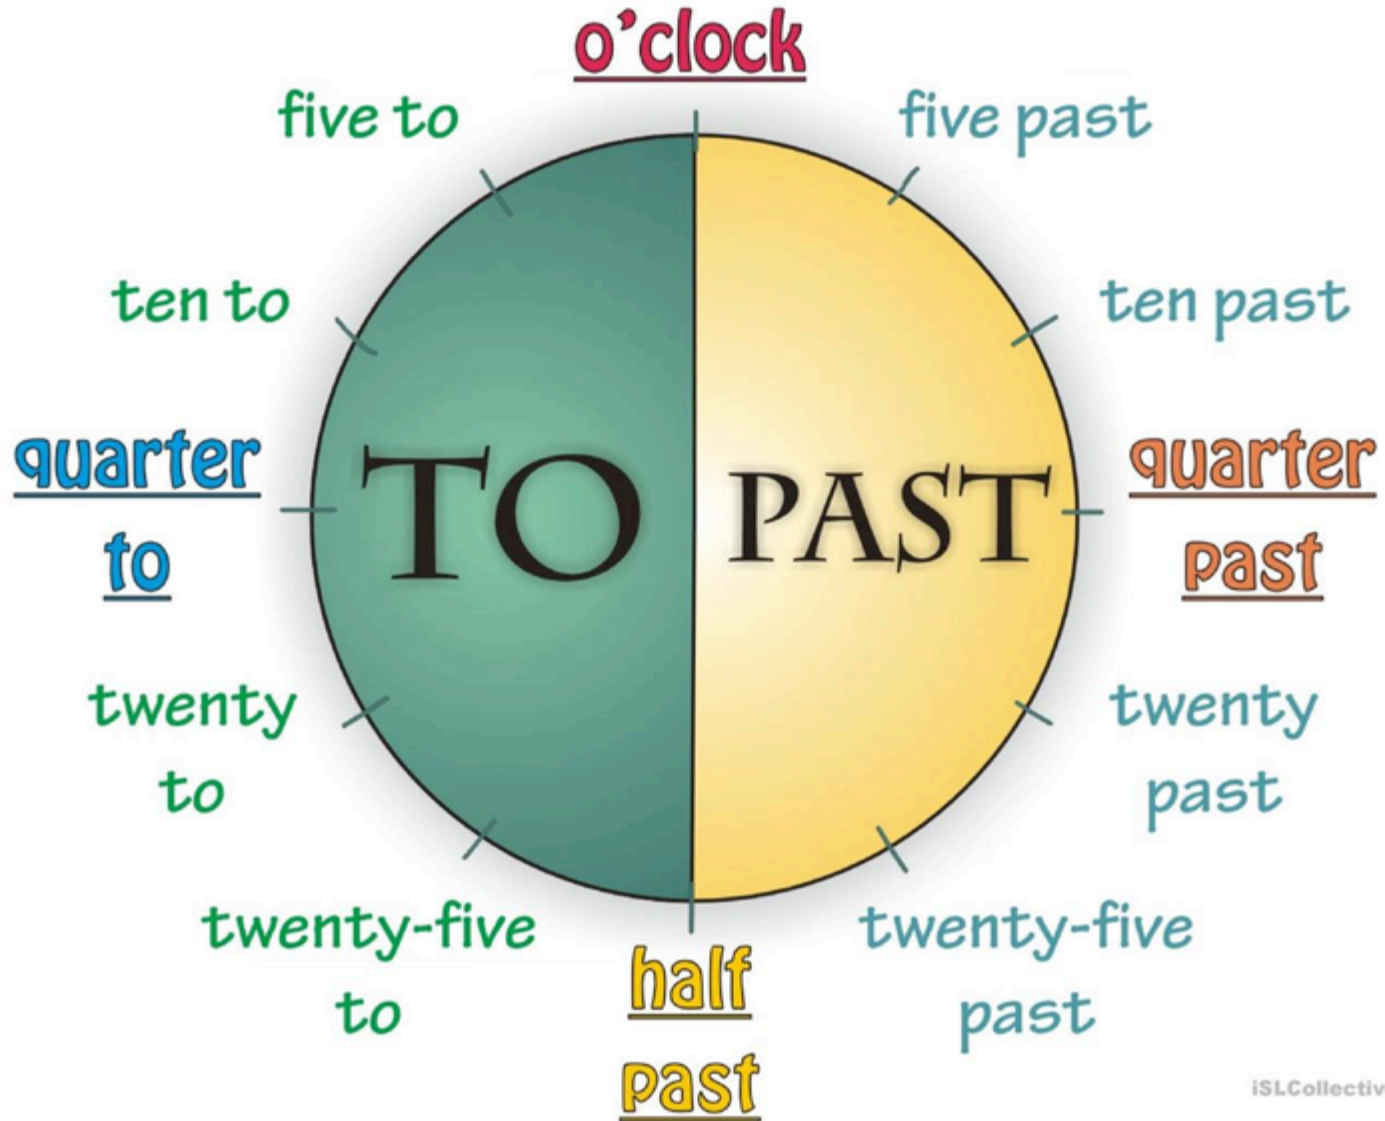 o'clock
five to
five past
ten to
ten past
quarter
to
quarter
past
TO
PAST
twenty
to
twenty
past
twenty-five
to
twenty-five
past
half
past
iSLCollectiv